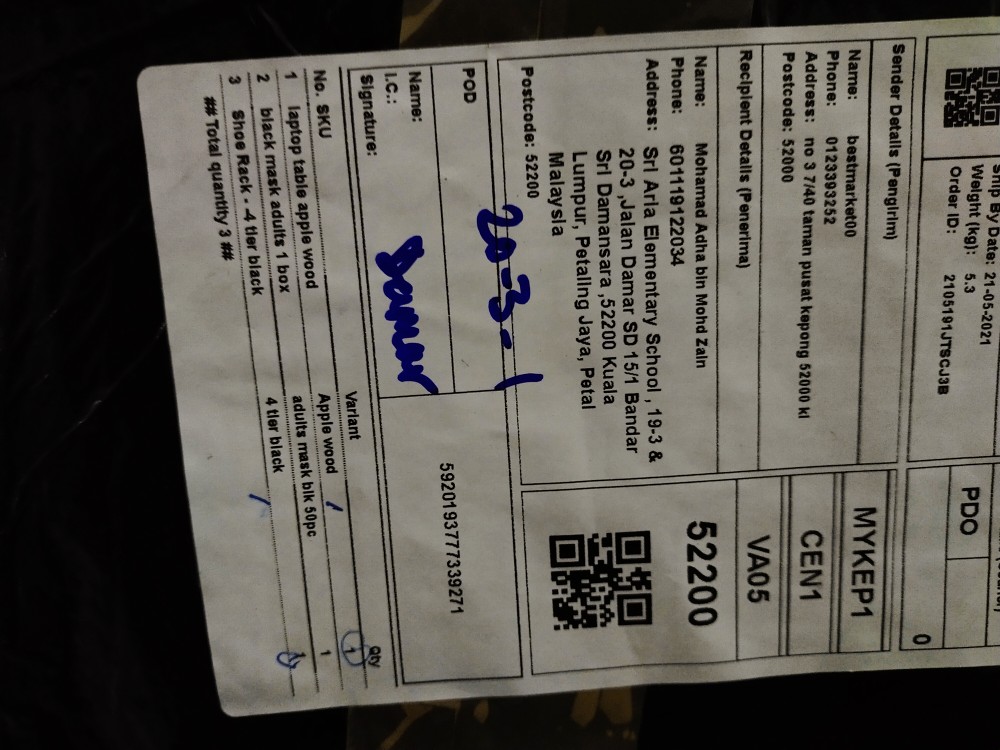 Ship By Date: 21-05-2021
Weight (kg): 5.3
Order ID: 2105191JTSCJ3B
PDO
0
Sender Details (Pengirim)
Name: bestmarket00
Phone: 0123393252
Address: no 3 7/40 taman pusat kepong 52000 kl
Postcode: 52000
MYKEP1
CEN1
VA05
52200
Recipient Details (Penerima)
Name: Mohamad Adha bin Mohd Zain
Phone: 601119122034
Address: Sri Aria Elementary School , 19-3 &
20-3 ,Jalan Damar SD 15/1 Bandar
Sri Damansara ,52200 Kuala
Lumpur, Petaling Jaya, Petal
Malaysia
Postcode: 52200
20-3-1
POD
Damar
Name:
I.C.:
Signature:
592019377339271
No. SKU Variant Qty
1 laptop table apple wood Apple wood 1
2 black mask adults 1 box adults mask blk 50pc 1
3 Shoe Rack - -4 tier black 4 tier black 1
## Total quantity 3 ##